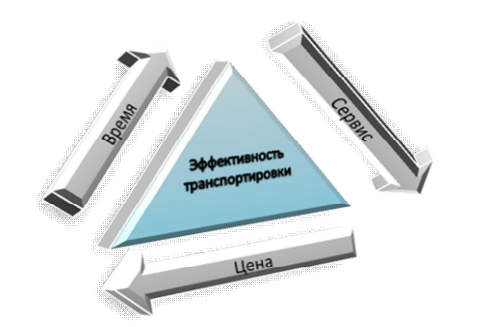 Время
Сервис
Эффективность
транспортировки
Цена